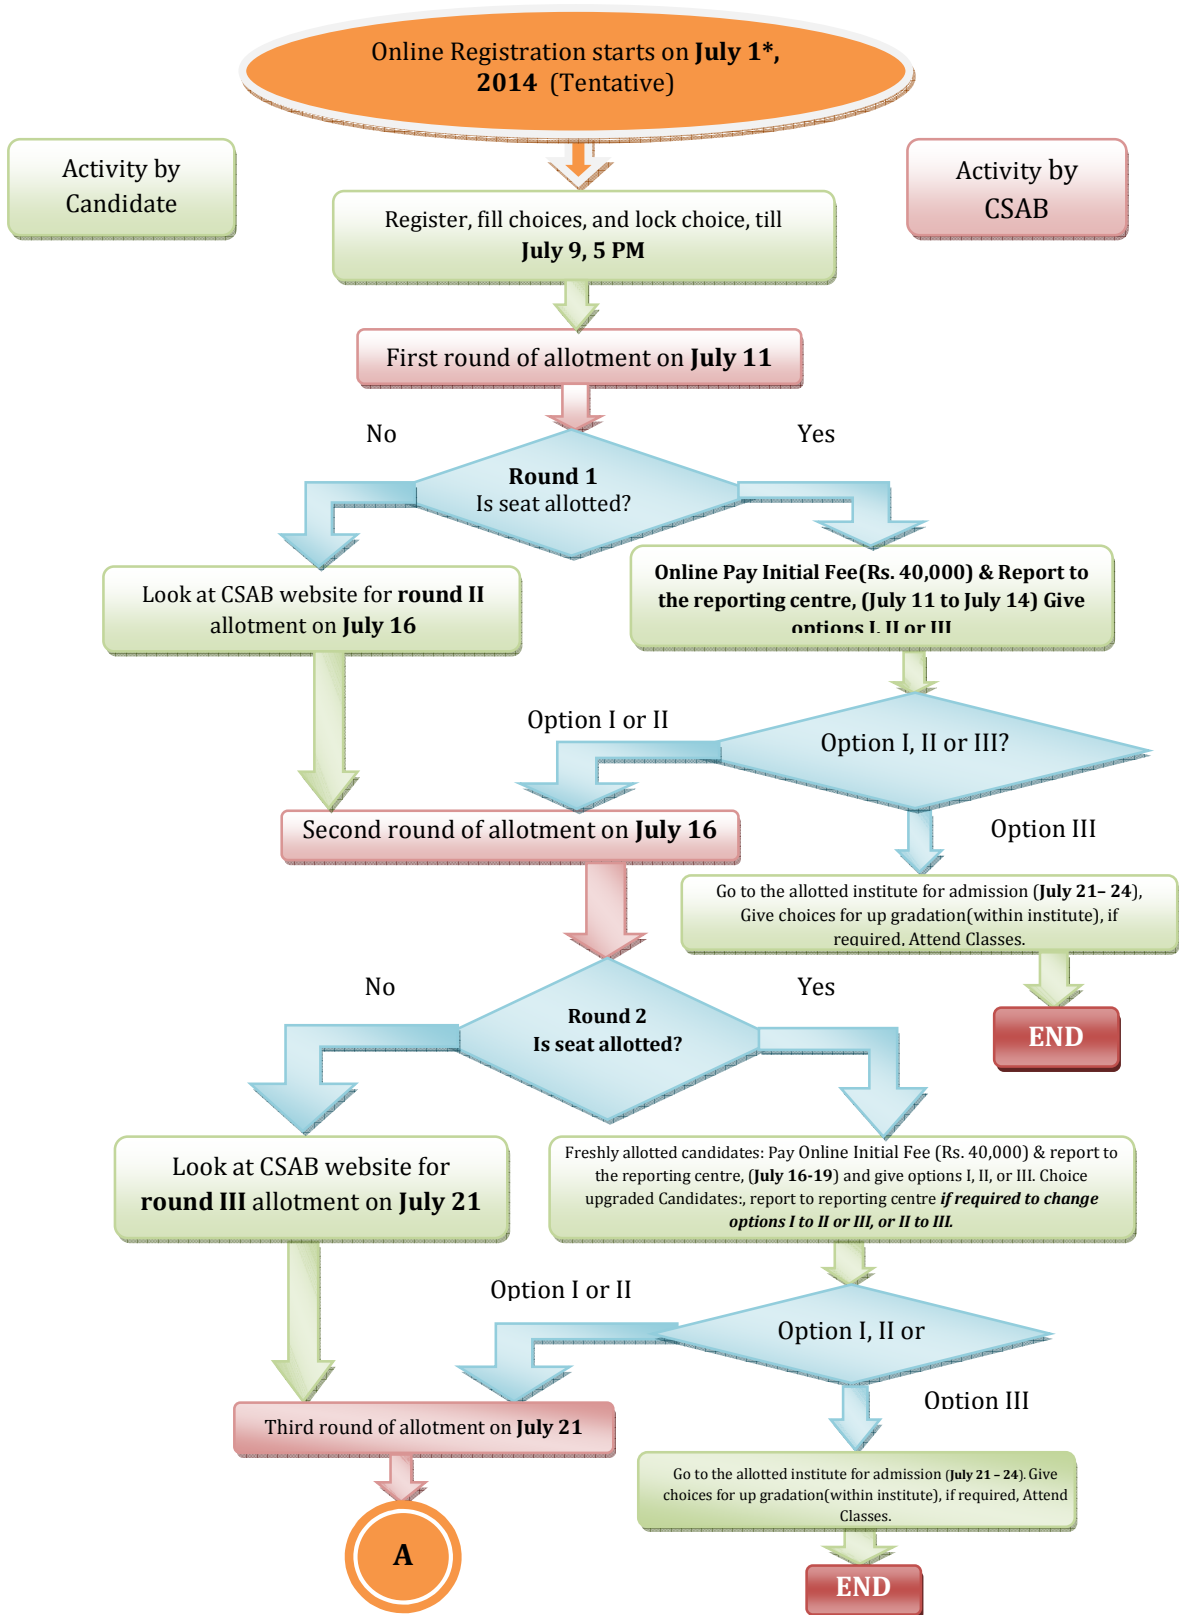 Online Registration starts on July 1*,
2014 (Tentative)
Activity by
Candidate
Activity by
CSAB
Register, fill choices, and lock choice, till
July 9, 5 PM
First round of allotment on July 11
No
Yes
Round 1
Is seat allotted?
Look at CSAB website for round II
allotment on July 16
Online Pay Initial Fee(Rs. 40,000) & Report to
the reporting centre, (July 11 to July 14) Give
options I, II or III
Option I or II
Option I, II or III?
Second round of allotment on July 16
Option III
Go to the allotted institute for admission (July 21– 24),
Give choices for up gradation(within institute), if
required, Attend Classes.
No
Yes
Round 2
Is seat allotted?
END
Look at CSAB website for
round III allotment on July 21
Freshly allotted candidates: Pay Online Initial Fee (Rs. 40,000) & report to
the reporting centre, (July 16-19) and give options I, II, or III. Choice
upgraded Candidates:, report to reporting centre if required to change
options I to II or III, or II to III.
Option I or II
Option I, II or
Option III
Third round of allotment on July 21
Go to the allotted institute for admission (July 21 – 24). Give
choices for up gradation(within institute), if required, Attend
Classes.
A
END